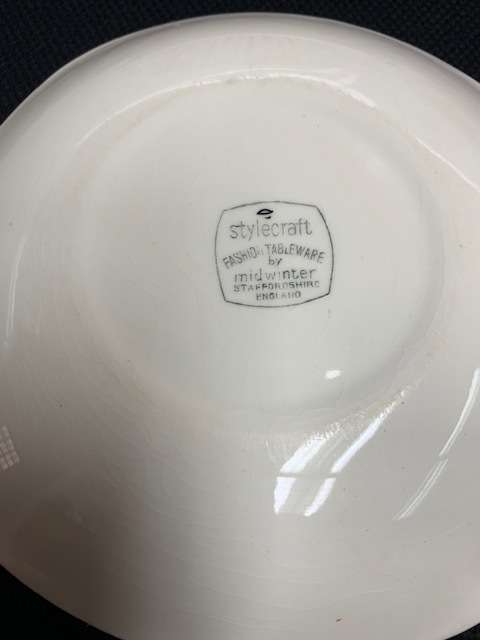 stylecraft
FASHION TABLEWARE
by
midwinter
STAFFORDSHIRE
ENGLAND